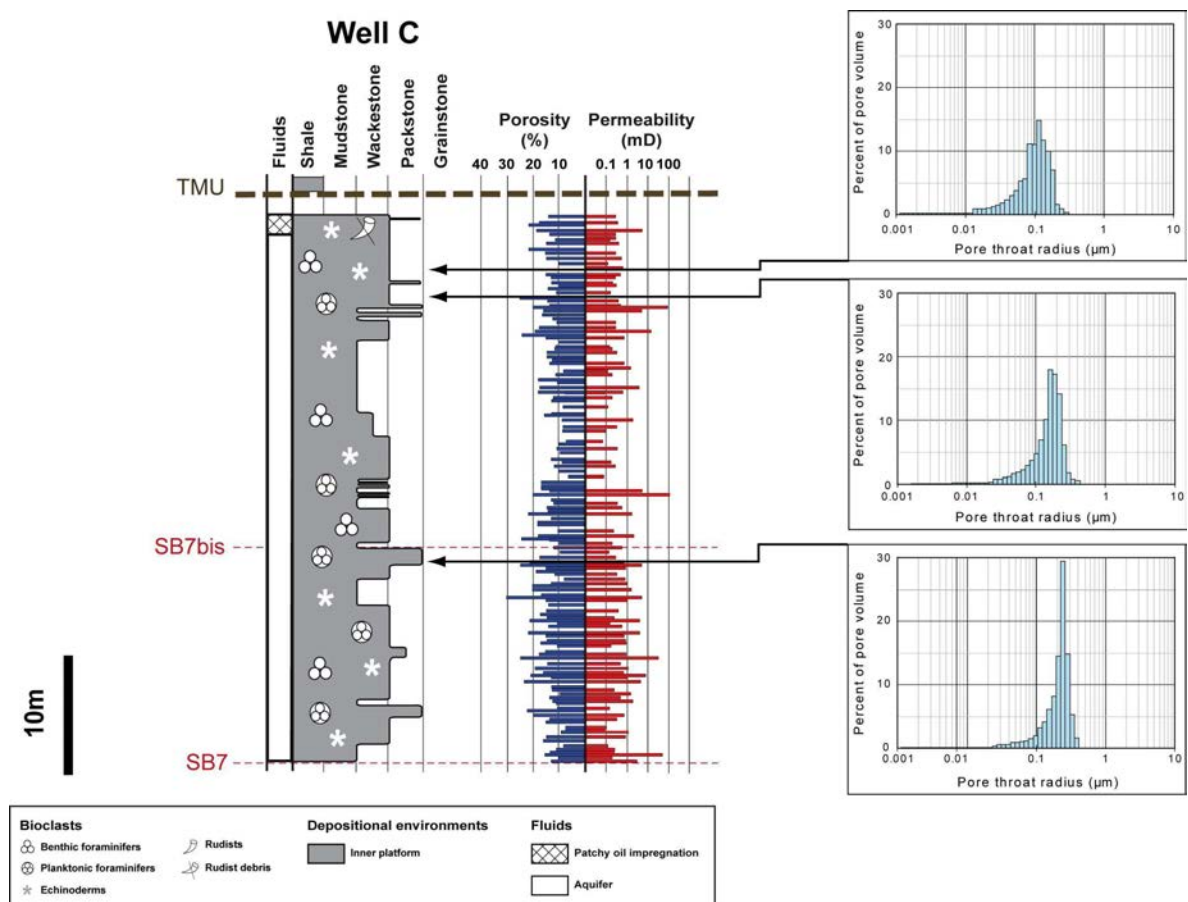 Well C
Fluids
Shale
Mudstone
Wackestone
Packstone
Grainstone
Porosity
(%)
Permeability
(mD)
40 30 20 10
0.1 1 10 100
TMU
SB7bis
SB7
10m
Percent of pore volume
30
20
10
0
0.001 0.01 0.1 1 10
Pore throat radius (µm)
Percent of pore volume
30
20
10
0
0.001 0.01 0.1 1 10
Pore throat radius (µm)
Percent of pore volume
30
20
10
0
0.001 0.01 0.1 1 10
Pore throat radius (µm)
Bioclasts
Benthic foraminifers
Planktonic foraminifers
Echinoderms
Rudists
Rudist debris
Depositional environments
Inner platform
Fluids
Patchy oil impregnation
Aquifer